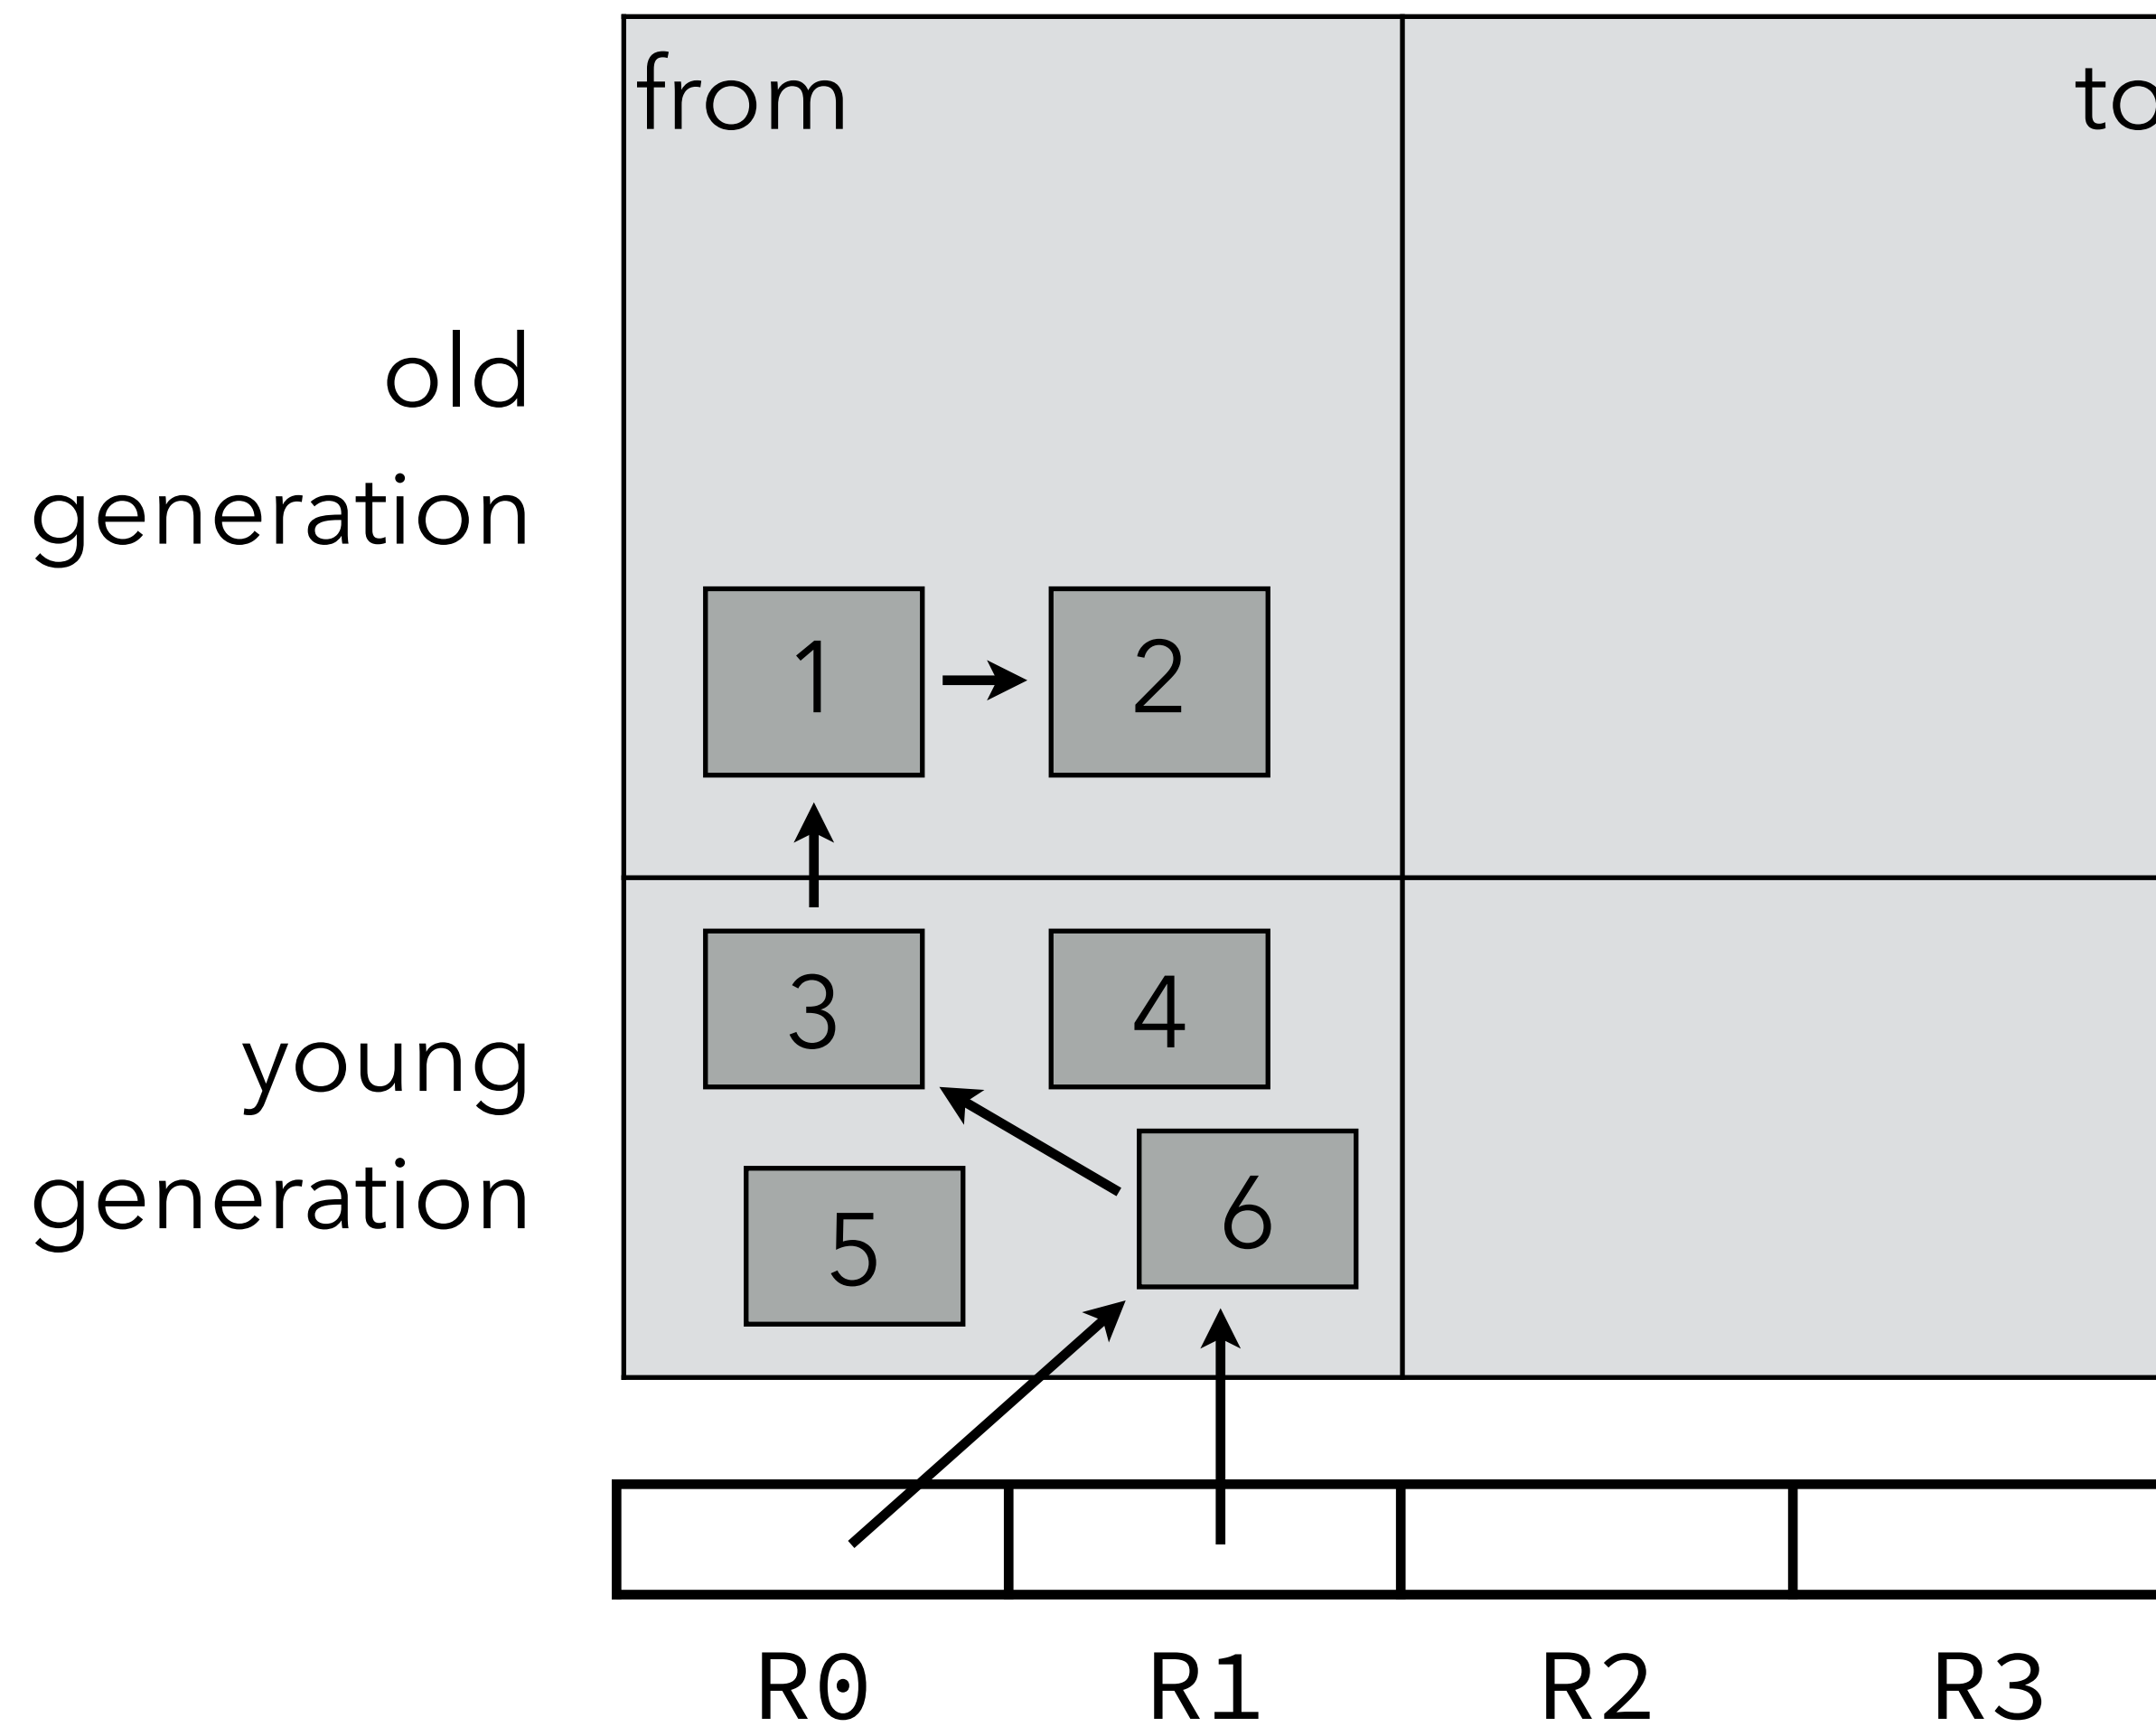 from
to
old
generation
1
2
3
4
young
generation
5
6
R0
R1
R2
R3